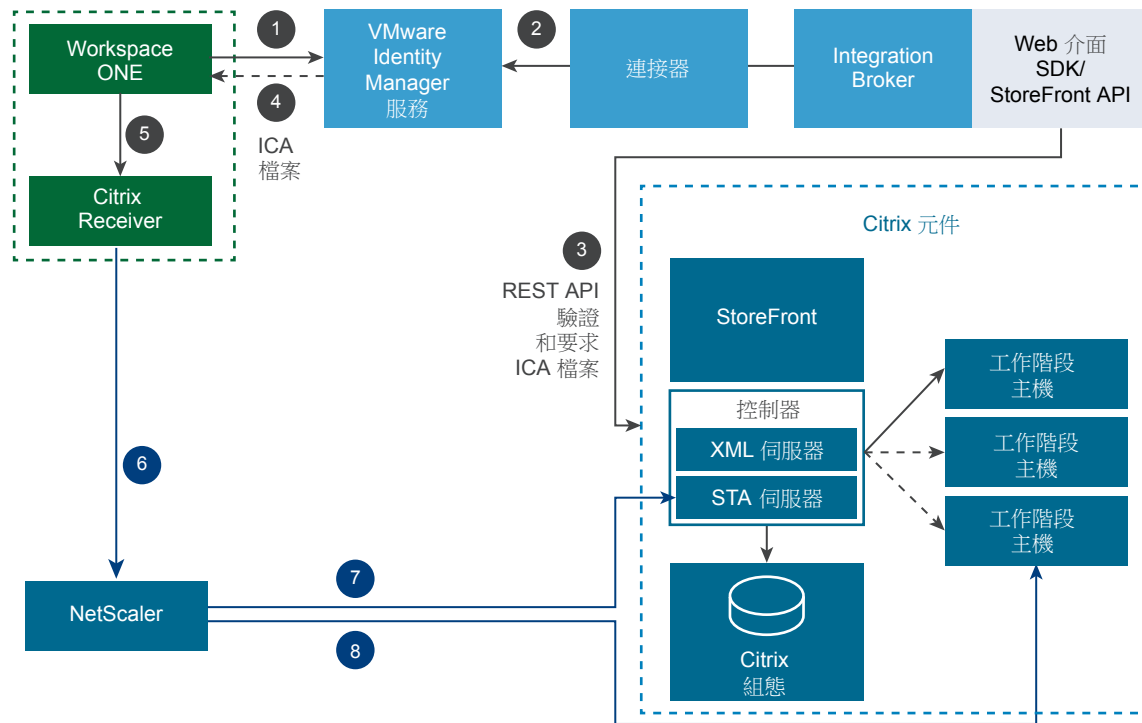 Workspace
ONE
1
VMware
Identity
Manager
服務
2
連接器
Integration
Broker
Web 介面
SDK/
StoreFront API
4
ICA
檔案
5
Citrix
Receiver
3
REST API
驗證
和要求
ICA 檔案
Citrix 元件
StoreFront
控制器
XML 伺服器
STA 伺服器
工作階段
主機
工作階段
主機
工作階段
主機
6
NetScaler
7
8
Citrix
組態